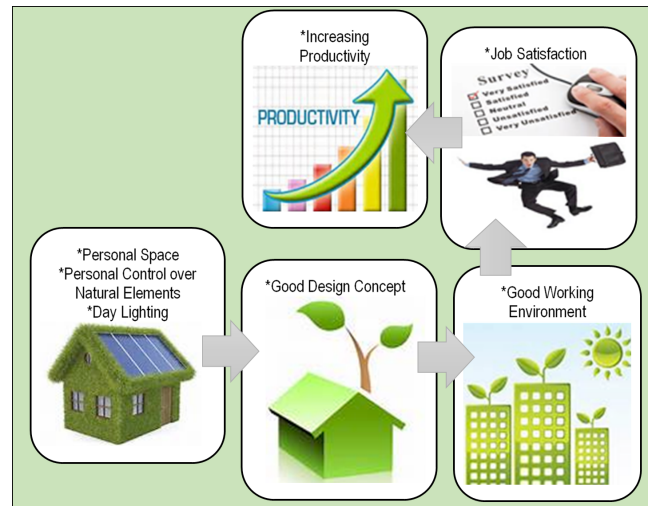 *Increasing
Productivity
PRODUCTIVITY
*Job Satisfaction
Survey
Very Satisfied
Satisfied
Neutral
Unsatisfied
Very Unsatisfied
*Personal Space
*Personal Control over
Natural Elements
*Day Lighting
*Good Design Concept
*Good Working
Environment